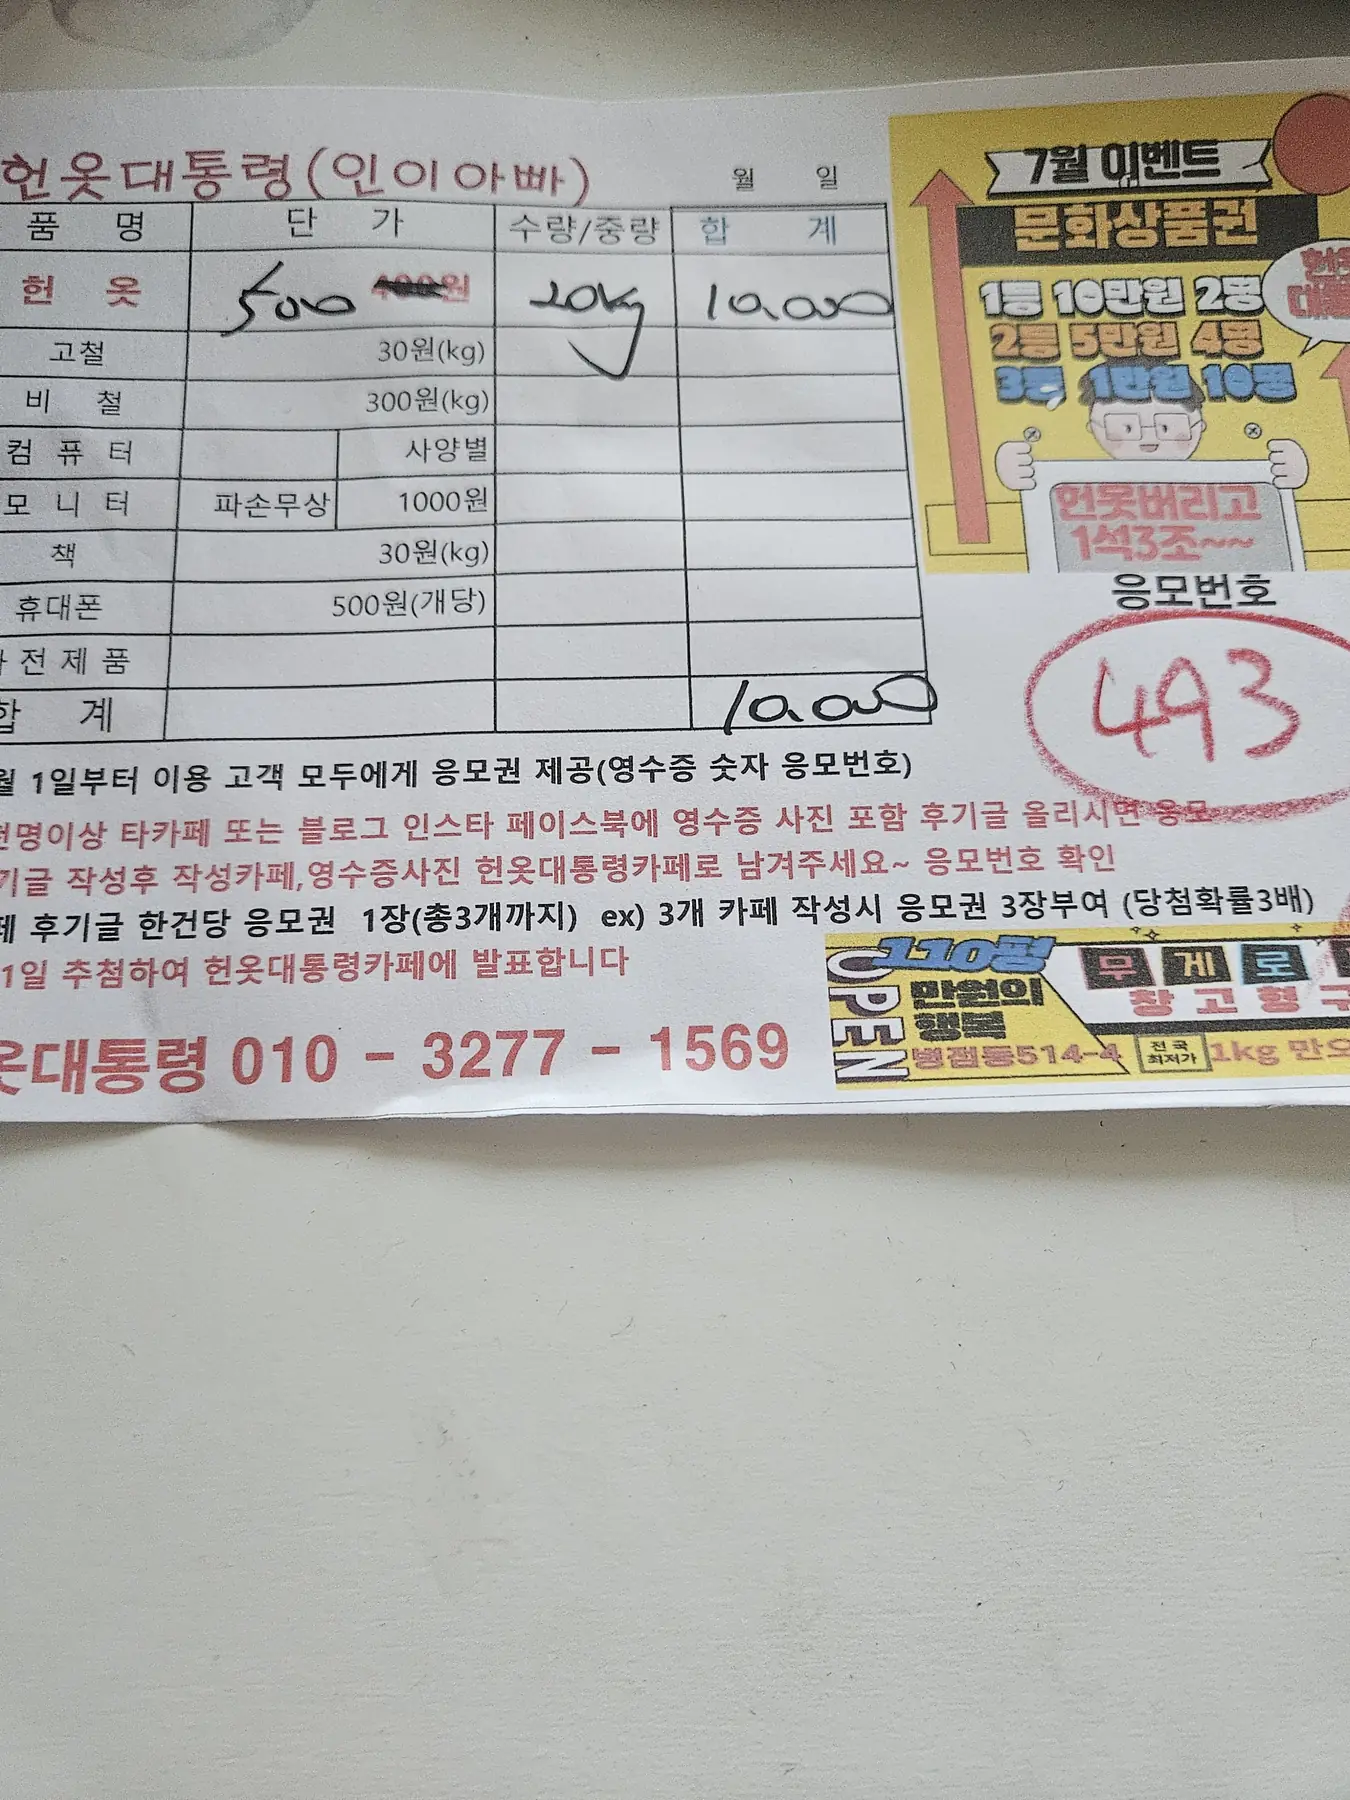 헌옷대통령(인이아빠)
월 일
품 명 단 가 수량/중량 합 계
헌 옷 500 400원 20kg 10,000
고철 30원(kg)
비 철 300원(kg)
컴 퓨 터 사양별
모 니 터 파손무상 1000원
책 30원(kg)
휴대폰 500원(개당)
전 제 품
합 계 10,000
월 1일부터 이용 고객 모두에게 응모권 제공(영수증 숫자 응모번호)
천명이상 타카페 또는 블로그 인스타 페이스북에 영수증 사진 포함 후기글 올리시면 응모
기글 작성후 작성카페,영수증사진 헌옷대통령카페로 남겨주세요~ 응모번호 확인
페 후기글 한건당 응모권 1장(총3개까지) ex) 3개 카페 작성시 응모권 3장부여 (당첨확률3배)
1일 추첨하여 헌옷대통령카페에 발표합니다
옷대통령 010 - 3277 - 1569
7월 이벤트
문화상품권
1등 10만원 2명
2등 5만원 4명
3등 1만원 10명
헌옷버리고
1석3조~~
응모번호
493
OPEN
110평
만원의
행복
병점동514-4
무게로
창고형
전국
최저가
1kg 만